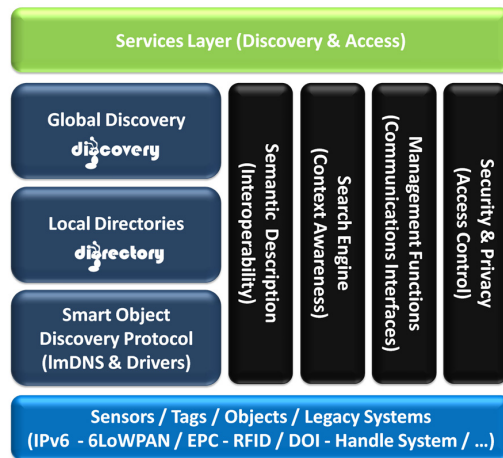 Services Layer (Discovery & Access)
Global Discovery
digcovery
Local Directories
digrectory
Smart Object
Discovery Protocol
(lmDNS & Drivers)
Semantic Description
(Interoperability)
Search Engine
(Context Awareness)
Management Functions
(Communications Interfaces)
Security & Privacy
(Access Control)
Sensors / Tags / Objects / Legacy Systems
(IPv6 - 6LoWPAN / EPC - RFID / DOI - Handle System / ...)